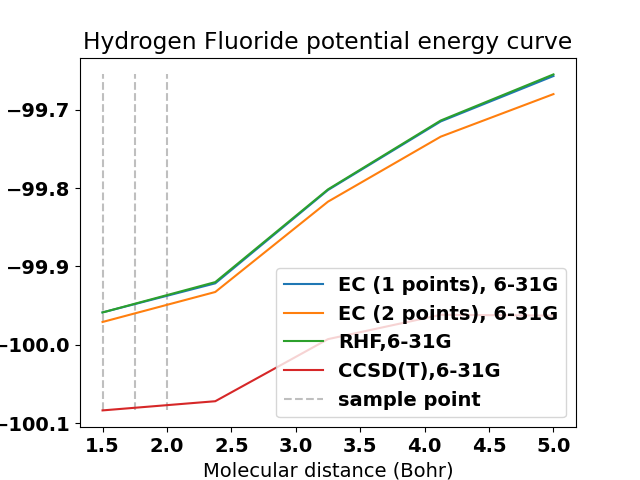 Hydrogen Fluoride potential energy curve
−99.7
−99.8
−99.9
−100.0
−100.1
EC (1 points), 6-31G
EC (2 points), 6-31G
RHF,6-31G
CCSD(T),6-31G
sample point
1.5 2.0 2.5 3.0 3.5 4.0 4.5 5.0
Molecular distance (Bohr)